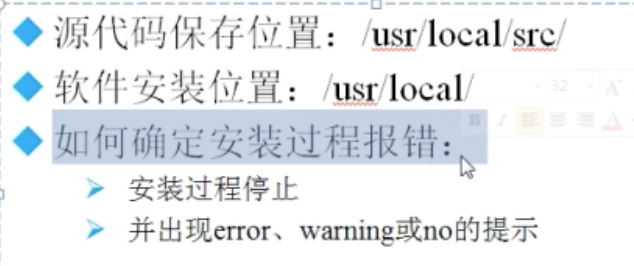 源代码保存位置：/usr/local/src/
软件安装位置：/usr/local/
如何确定安装过程报错：
安装过程停止
并出现error、warning或no的提示